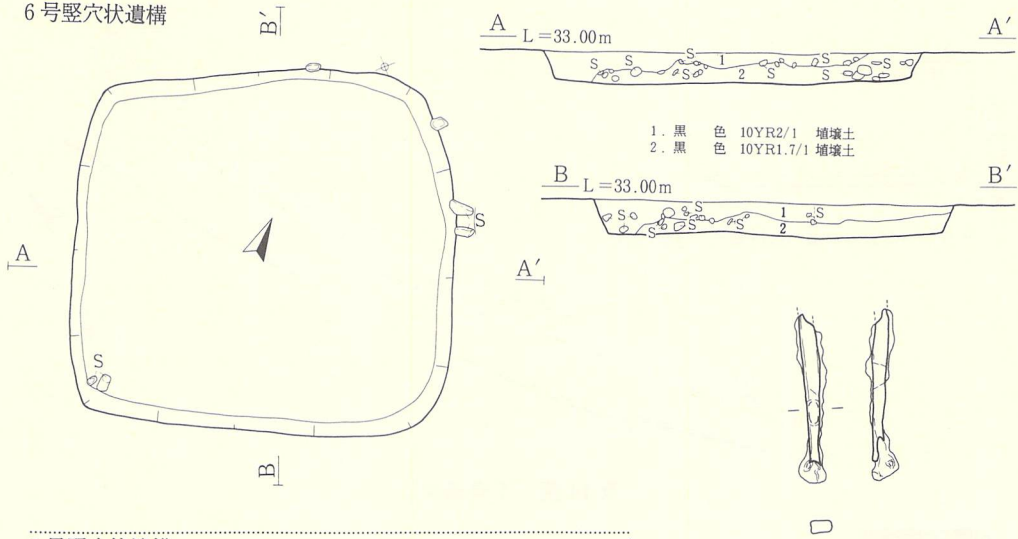 6号竪穴状遺構
B′
A L=33.00m A′
S S S 1 S S S
S 2 S S
1. 黒 色 10YR2/1 埴壌土
2. 黒 色 10YR1.7/1 埴壌土
B L=33.00m B′
S S S 1 S
S S 2
S
A A′
S
B